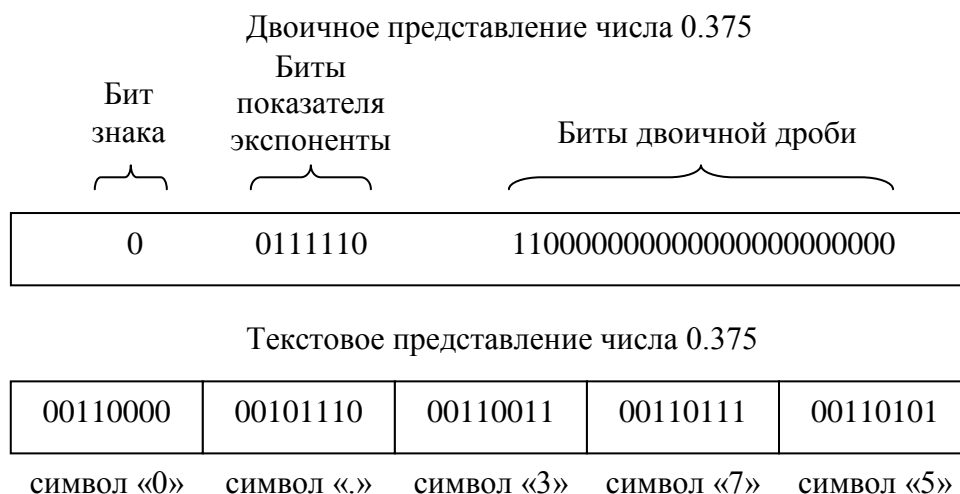 Двоичное представление числа 0.375
Бит
знака
Биты
показателя
экспоненты
Биты двоичной дроби
0 0111110 110000000000000000000000
Текстовое представление числа 0.375
00110000 00101110 00110011 00110111 00110101
символ «0» символ «.» символ «3» символ «7» символ «5»